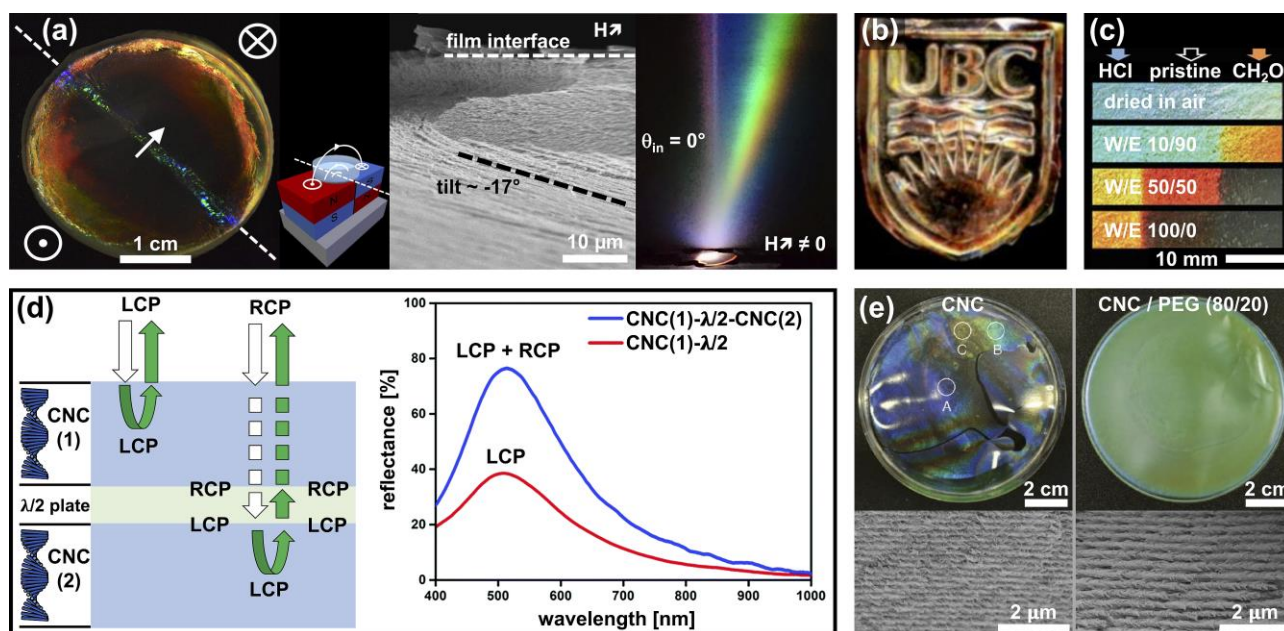 (a)
1 cm
N
S
film interface
H↗
tilt ~ -17°
10 µm
θin = 0°
H↗ ≠ 0
(b)
UBC
(c)
HCl pristine CH₂O
dried in air
W/E 10/90
W/E 50/50
W/E 100/0
10 mm
(d)
LCP RCP
CNC
(1)
LCP
λ/2 plate
RCP RCP
LCP LCP
CNC
(2)
LCP
reflectance [%]
100
80
60
40
20
0
CNC(1)-λ/2-CNC(2)
CNC(1)-λ/2
LCP + RCP
LCP
400 500 600 700 800 900 1000
wavelength [nm]
(e)
CNC
C B
A
2 cm
CNC / PEG (80/20)
2 cm
2 µm
2 µm